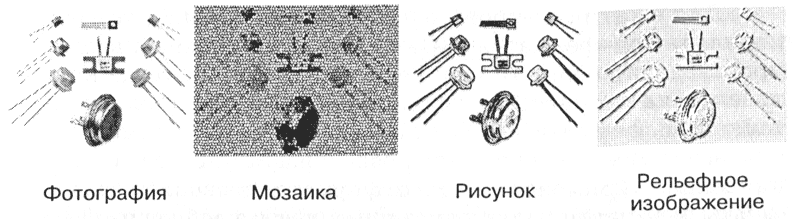 Фотография
Мозаика
Рисунок
Рельефное
изображение